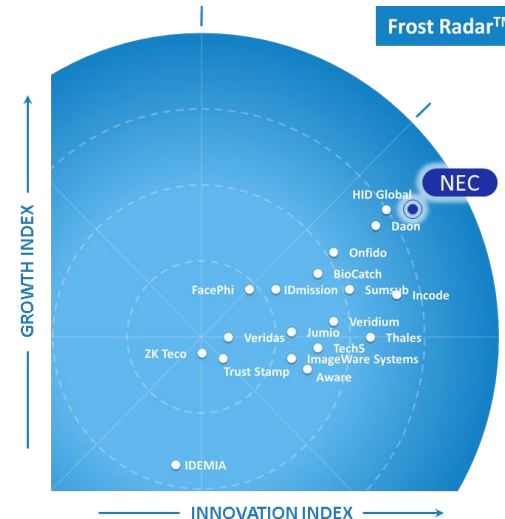 Frost Radar™
NEC
HID Global
Daon
Onfido
BioCatch
FacePhi
IDmission
Sumsub
Incode
Veridium
Jumio
Thales
Veridas
Tech5
ZK Teco
ImageWare Systems
Trust Stamp
Aware
IDEMIA
GROWTH INDEX
INNOVATION INDEX